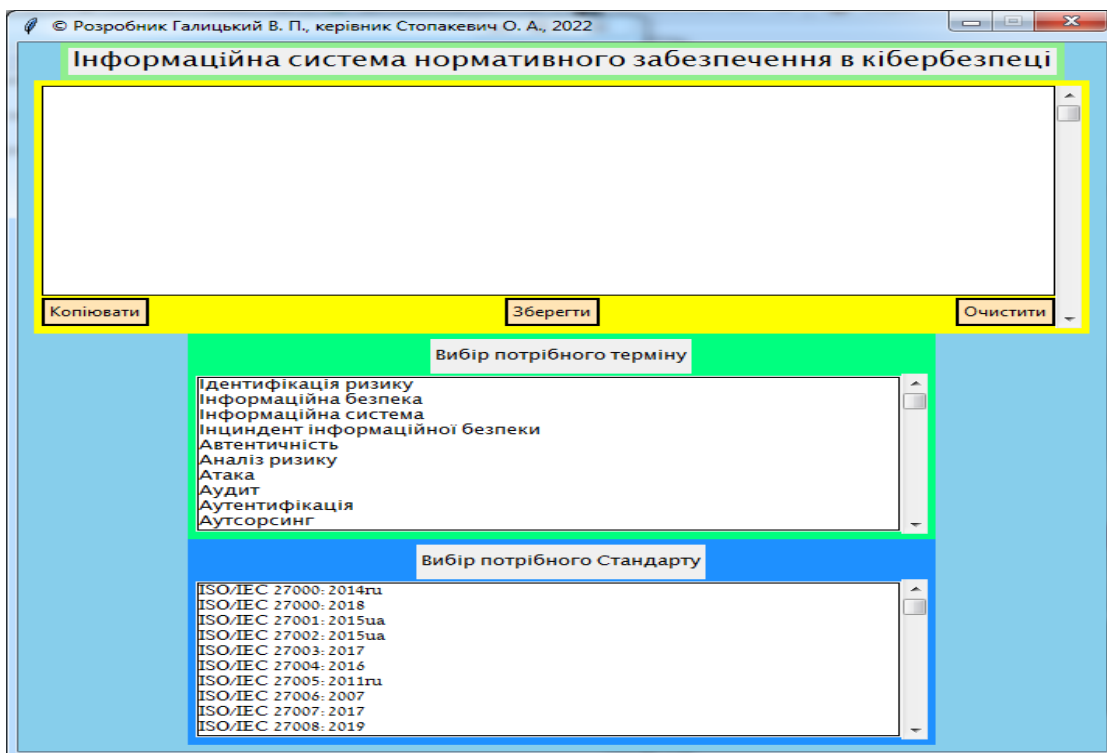 © Розробник Галицький В. П., керівник Стопакевич О. А., 2022
Інформаційна система нормативного забезпечення в кібербезпеці
Копіювати Зберегти Очистити
Вибір потрібного терміну
Ідентифікація ризику
Інформаційна безпека
Інформаційна система
Інциндент інформаційної безпеки
Автентичність
Аналіз ризику
Атака
Аудит
Аутентифікація
Аутсорсинг
Вибір потрібного Стандарту
ISO/IEC 27000:2014ru
ISO/IEC 27000:2018
ISO/IEC 27001:2015ua
ISO/IEC 27002:2015ua
ISO/IEC 27003:2017
ISO/IEC 27004:2016
ISO/IEC 27005:2011ru
ISO/IEC 27006:2007
ISO/IEC 27007:2017
ISO/IEC 27008:2019